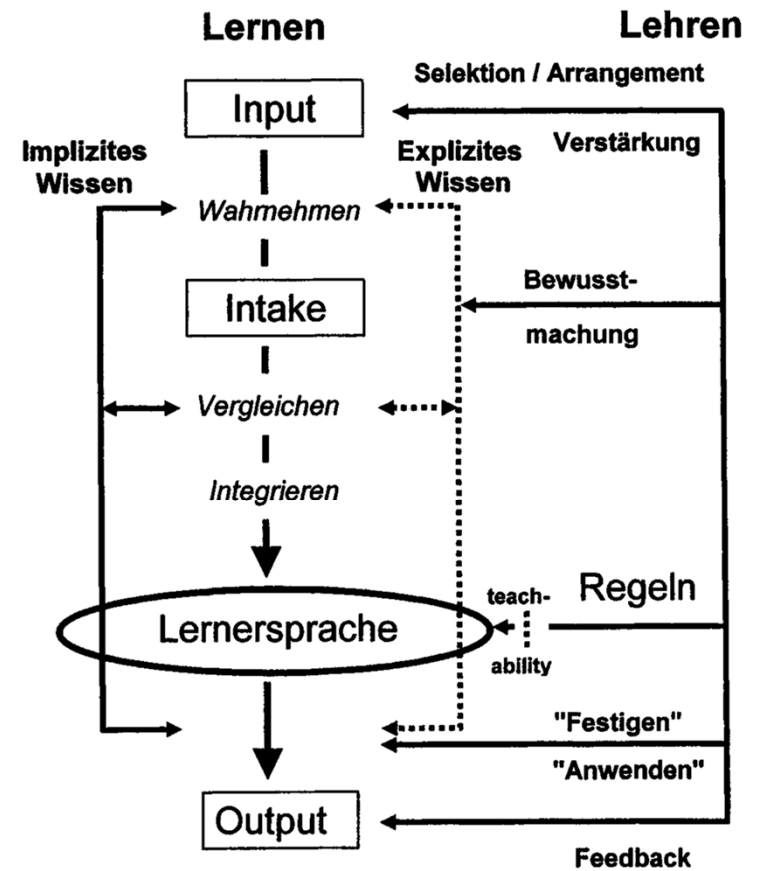 Lernen
Lehren
Selektion / Arrangement
Input
Verstärkung
Implizites
Wissen
Explizites
Wissen
Wahrnehmen
Bewusst-
Intake
machung
Vergleichen
Integrieren
teach-
Regeln
Lernersprache
ability
"Festigen"
"Anwenden"
Output
Feedback